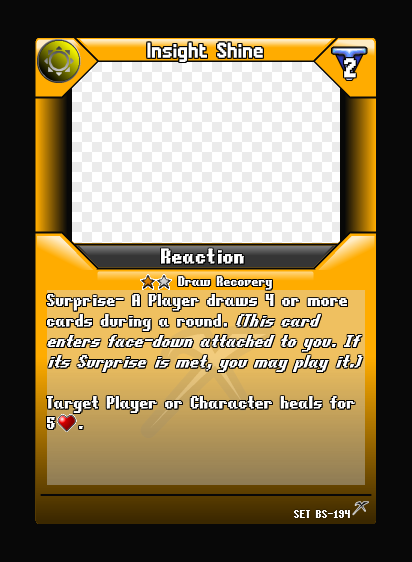 Insight Shine
2
Reaction
Draw Recovery
Surprise- A Player draws 4 or more
cards during a round. (This card
enters face-down attached to you. If
its Surprise is met, you may play it.)
Target Player or Character heals for
5❤.
SET BS-194